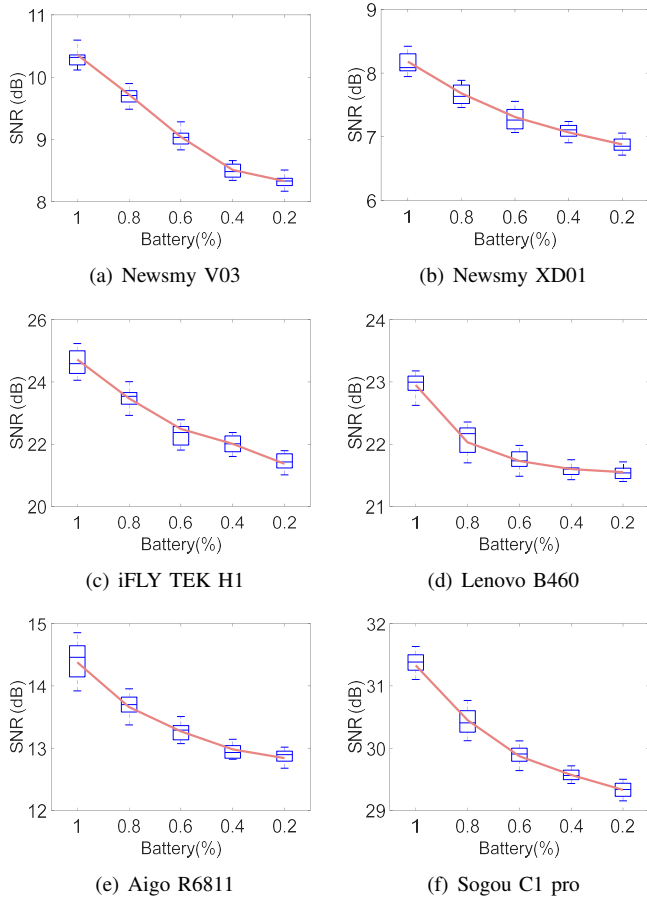 11
10
9
8
SNR (dB)
1 0.8 0.6 0.4 0.2
Battery(%)
(a) Newsmy V03
9
8
7
6
SNR (dB)
1 0.8 0.6 0.4 0.2
Battery(%)
(b) Newsmy XD01
26
24
22
20
SNR (dB)
1 0.8 0.6 0.4 0.2
Battery(%)
(c) iFLY TEK H1
24
23
22
21
SNR (dB)
1 0.8 0.6 0.4 0.2
Battery(%)
(d) Lenovo B460
15
14
13
12
SNR (dB)
1 0.8 0.6 0.4 0.2
Battery(%)
(e) Aigo R6811
32
31
30
29
SNR (dB)
1 0.8 0.6 0.4 0.2
Battery(%)
(f) Sogou C1 pro